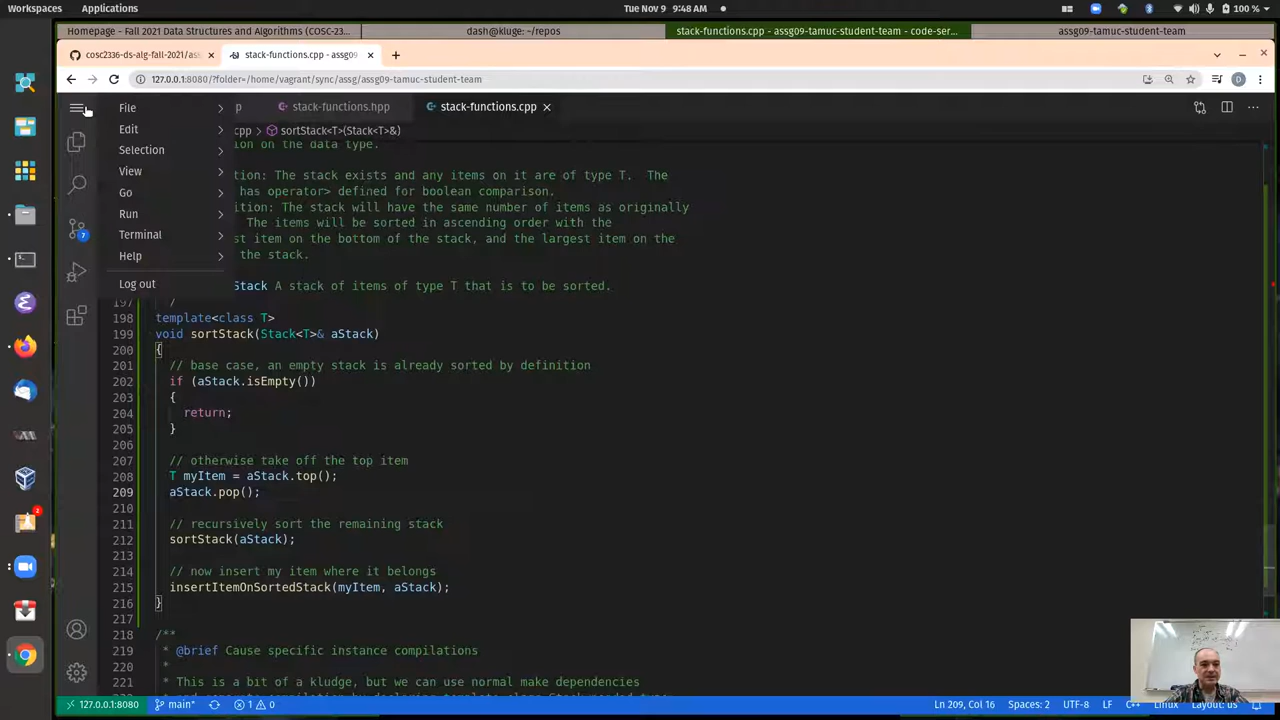 Workspaces
Applications
Tue Nov 9 9:48 AM
100 %
Homepage - Fall 2021 Data Structures and Algorithms (COSC-23...
dash@kluge: ~/repos
stack-functions.cpp - assg09-tamuc-student-team - code-ser...
assg09-tamuc-student-team
cosc2336-ds-alg-fall-2021/as
stack-functions.cpp - assg09
127.0.0.1:8080/?folder=/home/vagrant/sync/assg/assg09-tamuc-student-team
D
File
Edit
Selection
View
Go
Run
Terminal
Help
Log out
7
2
p
stack-functions.hpp
stack-functions.cpp
cpp > sortStack<T>(Stack<T>&)
ion on the data type.
tion: The stack exists and any items on it are of type T. The
has operator> defined for boolean comparison.
ition: The stack will have the same number of items as originally
The items will be sorted in ascending order with the
st item on the bottom of the stack, and the largest item on the
the stack.
Stack A stack of items of type T that is to be sorted.
197 */
198 template<class T>
199 void sortStack(Stack<T>& aStack)
200 {
201 // base case, an empty stack is already sorted by definition
202 if (aStack.isEmpty())
203 {
204 return;
205 }
206
207 // otherwise take off the top item
208 T myItem = aStack.top();
209 aStack.pop();
210
211 // recursively sort the remaining stack
212 sortStack(aStack);
213
214 // now insert my item where it belongs
215 insertItemOnSortedStack(myItem, aStack);
216 }
217
218 /**
219 * @brief Cause specific instance compilations
220 *
221 * This is a bit of a kludge, but we can use normal make dependencies
127.0.0.1:8080
main*
1 0
Ln 209, Col 16
Spaces: 2
UTF-8
LF
C++
Linux
Layout: us